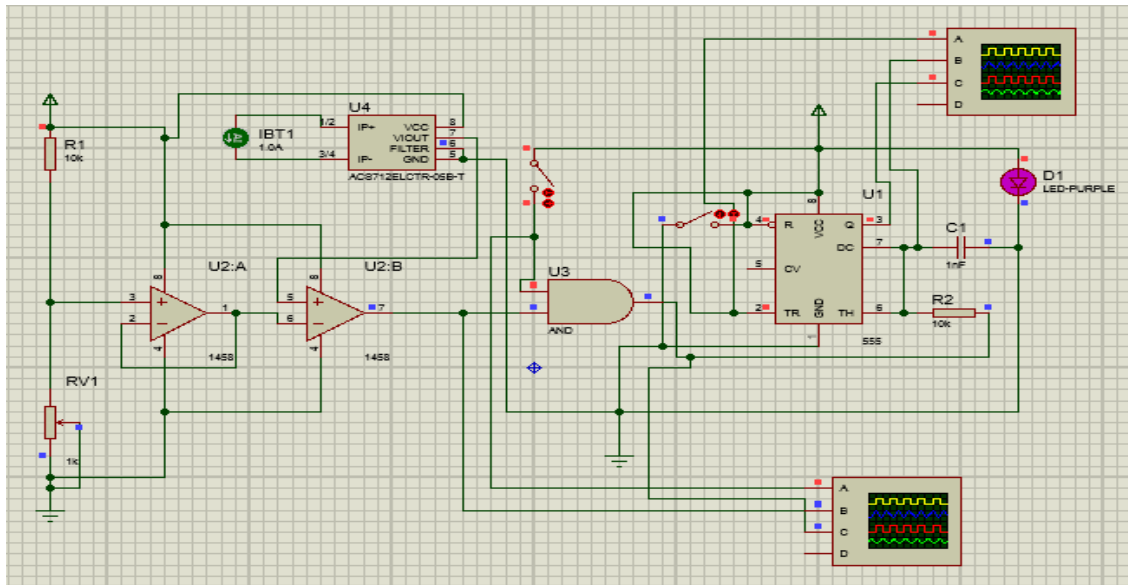 R1
10k
RV1
1k
U2:A
3
2
1
8
4
1458
U2:B
5
6
7
8
4
1458
IBT1
1.0A
U4
1/2
3/4
IP+
IP-
VCC
VIOUT
FILTER
GND
8
7
6
5
ACS712ELCTR-05B-T
U3
AND
U1
4
5
2
R
CV
TR
VCC
8
GND
1
Q
DC
TH
3
7
6
555
C1
1nF
R2
10k
D1
LED-PURPLE
A
B
C
D
A
B
C
D